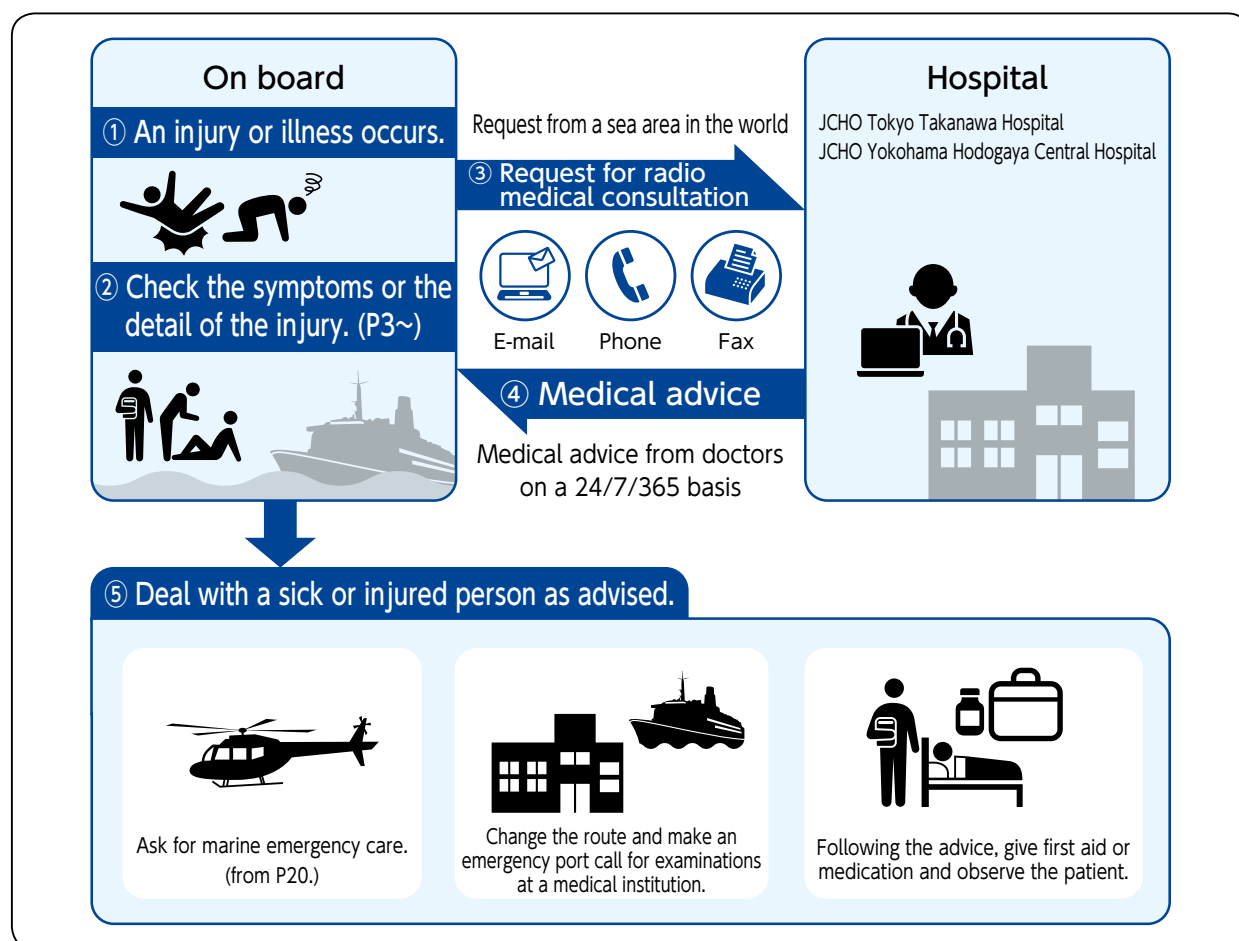 On board
① An injury or illness occurs.
② Check the symptoms or the
detail of the injury. (P3~)
Request from a sea area in the world
③ Request for radio
medical consultation
E-mail
Phone
Fax
④ Medical advice
Medical advice from doctors
on a 24/7/365 basis
Hospital
JCHO Tokyo Takanawa Hospital
JCHO Yokohama Hodogaya Central Hospital
⑤ Deal with a sick or injured person as advised.
Ask for marine emergency care.
(from P20.)
Change the route and make an
emergency port call for examinations
at a medical institution.
Following the advice, give first aid or
medication and observe the patient.